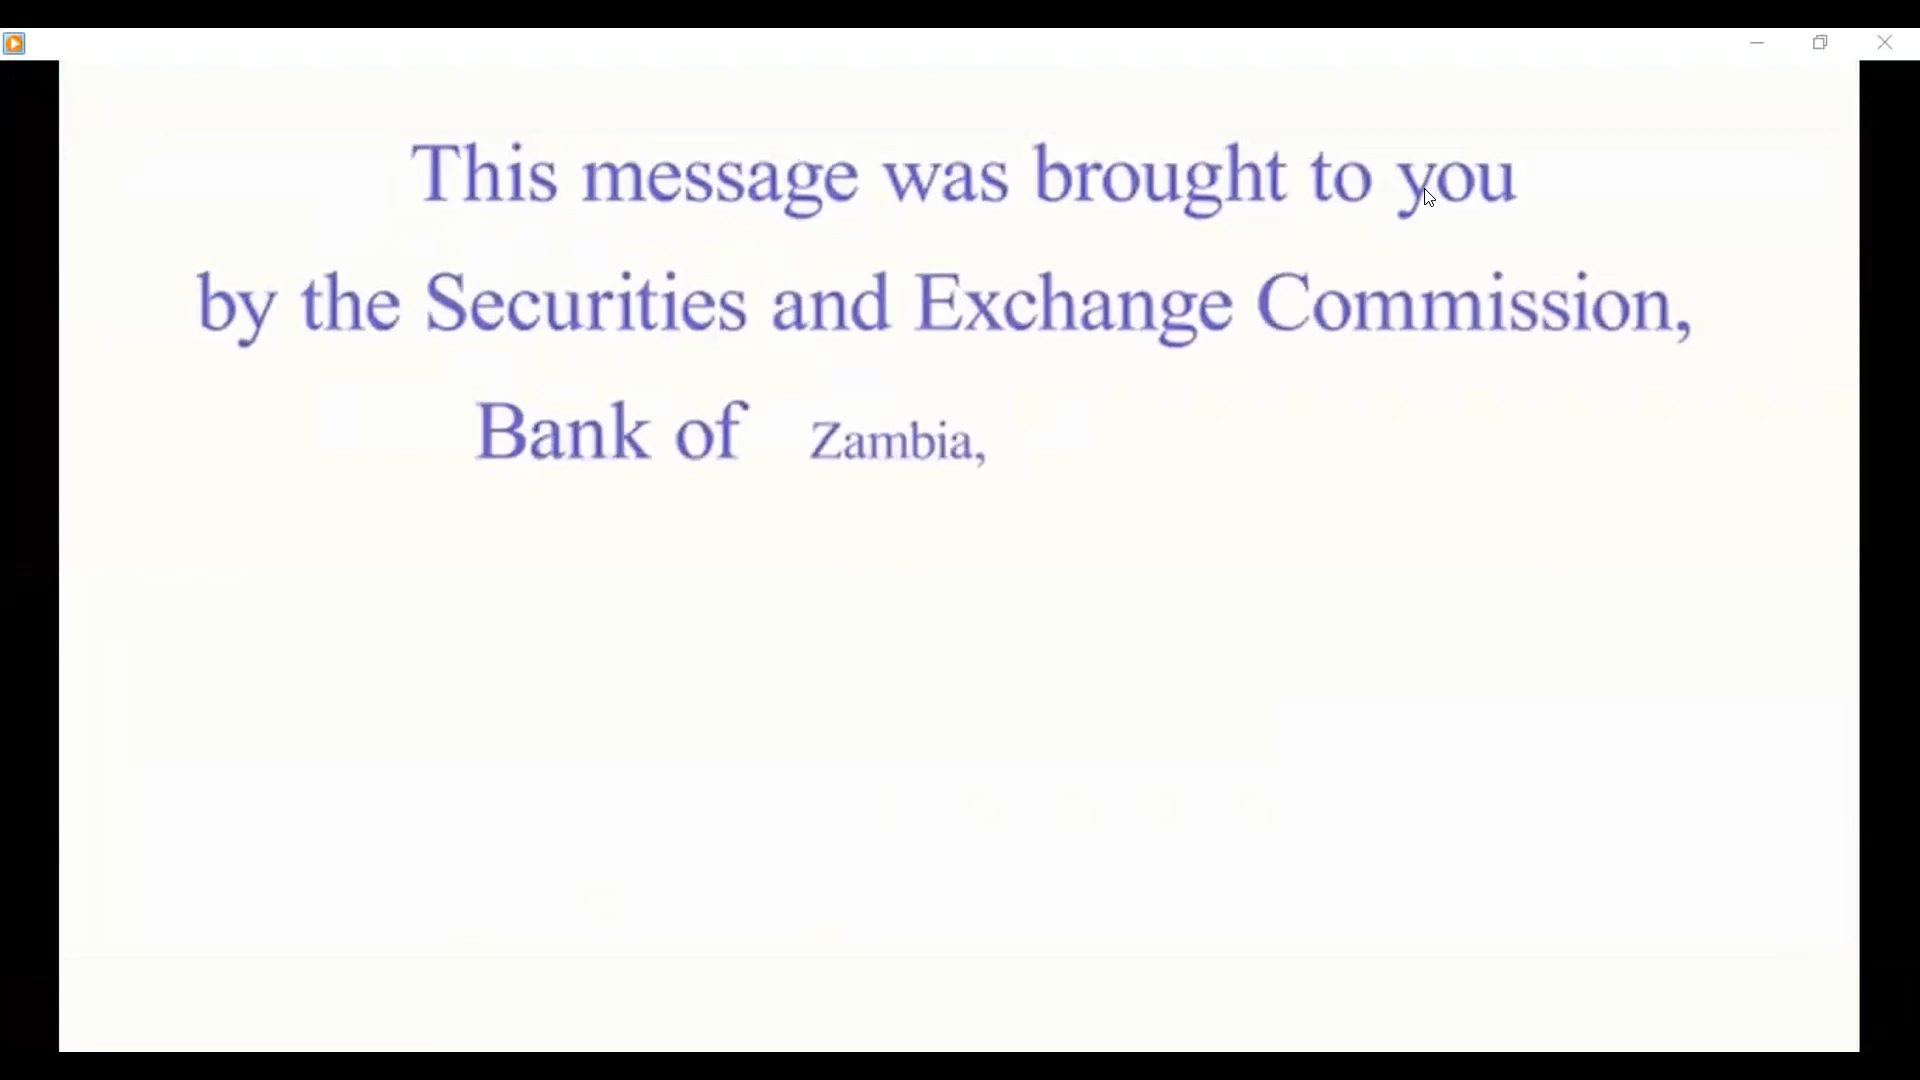 This message was brought to you
by the Securities and Exchange Commission,
Bank of Zambia,